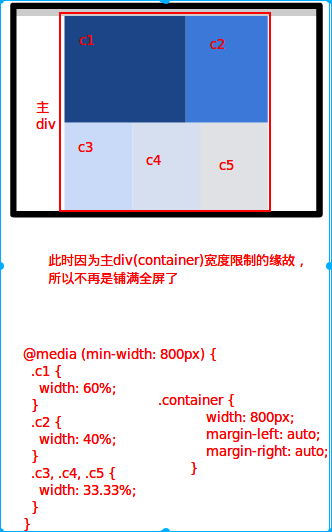 c1
c2
主
div
c3
c4
c5
此时因为主div(container)宽度限制的缘故，
所以不再是铺满全屏了
@media (min-width: 800px) {
.c1 {
width: 60%;
}
.c2 {
width: 40%;
}
.c3, .c4, .c5 {
width: 33.33%;
}
}
.container {
width: 800px;
margin-left: auto;
margin-right: auto;
}